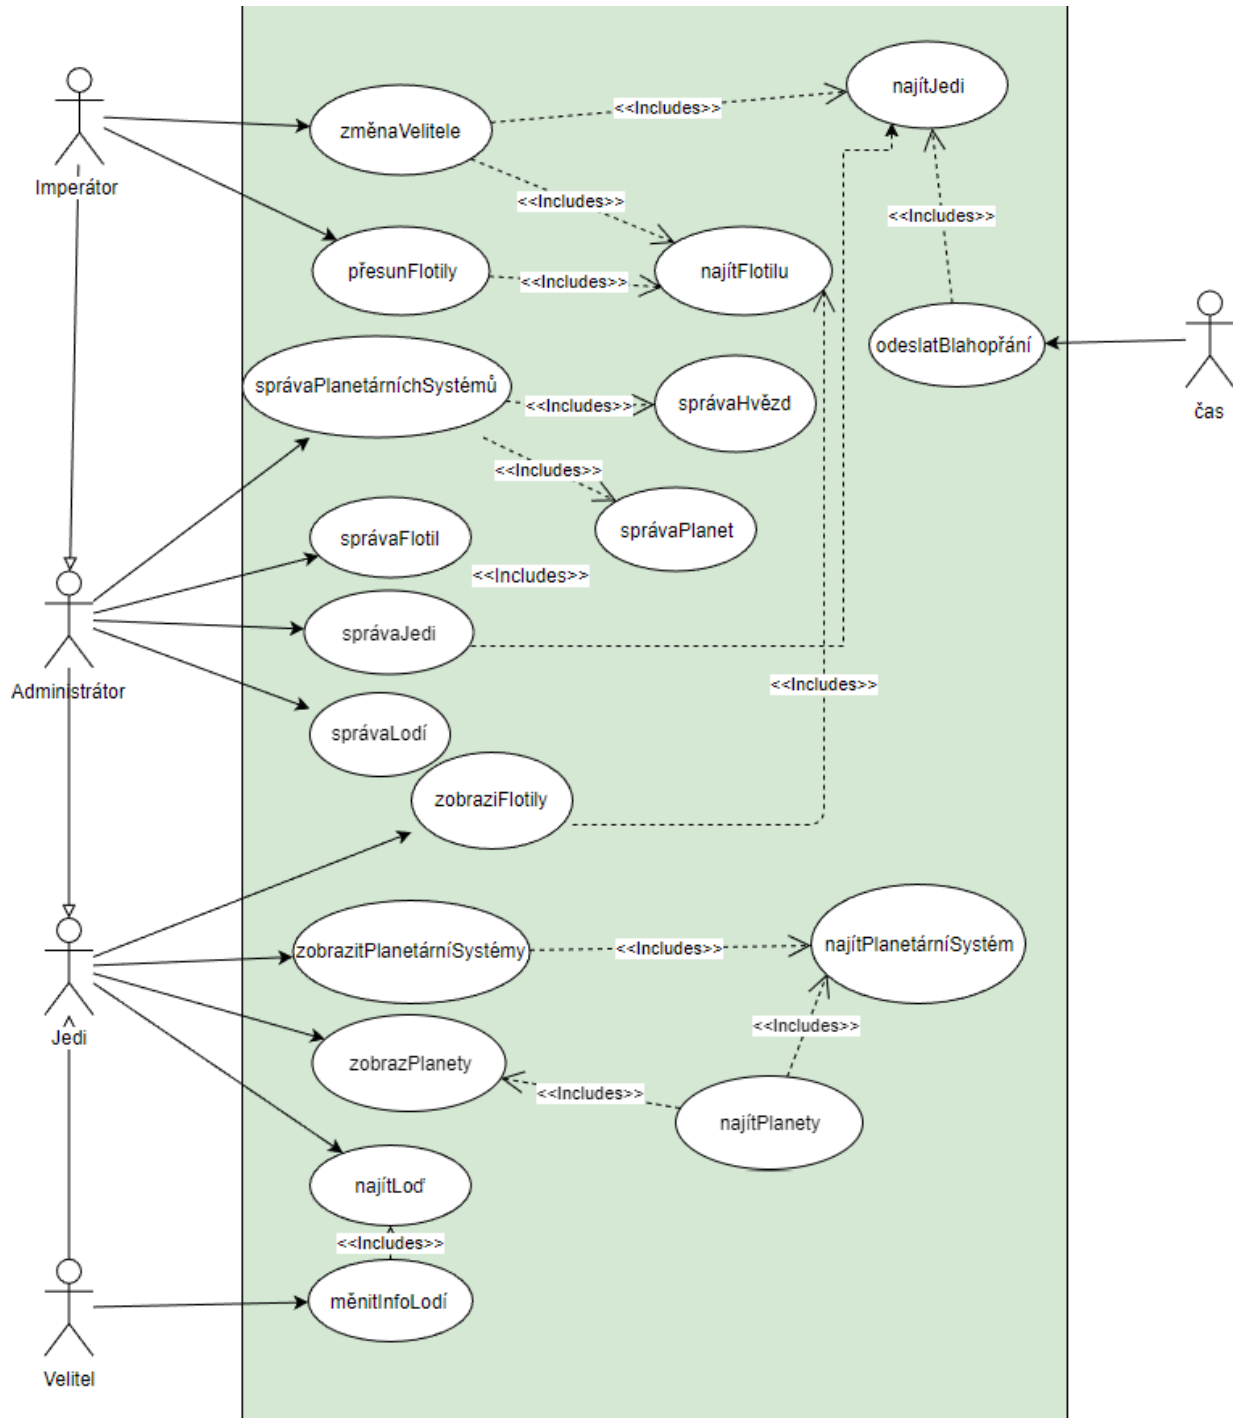 najítJedi
<<Includes>>
změnaVelitele
Imperátor
<<Includes>>
<<Includes>>
přesunFlotily
najítFlotilu
<<Includes>>
odeslatBlahopřání
správaPlanetárníchSystémů
<<Includes>>
správaHvězd
čas
<<Includes>>
správaPlanet
správaFlotil
<<Includes>>
správaJedi
Administrátor
<<Includes>>
správaLodí
zobraziFlotily
zobrazitPlanetárníSystémy
<<Includes>>
najítPlanetárníSystém
<<Includes>>
Jedi
zobrazPlanety
<<Includes>>
najítPlanety
najítLoď
<<Includes>>
měnitInfoLodí
Velitel